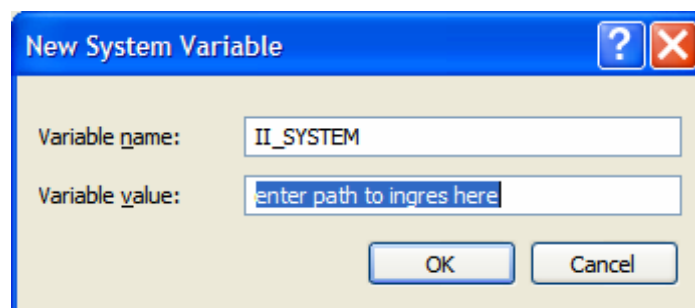 New System Variable
Variable name: II_SYSTEM
Variable value: enter path to ingres here
OK Cancel